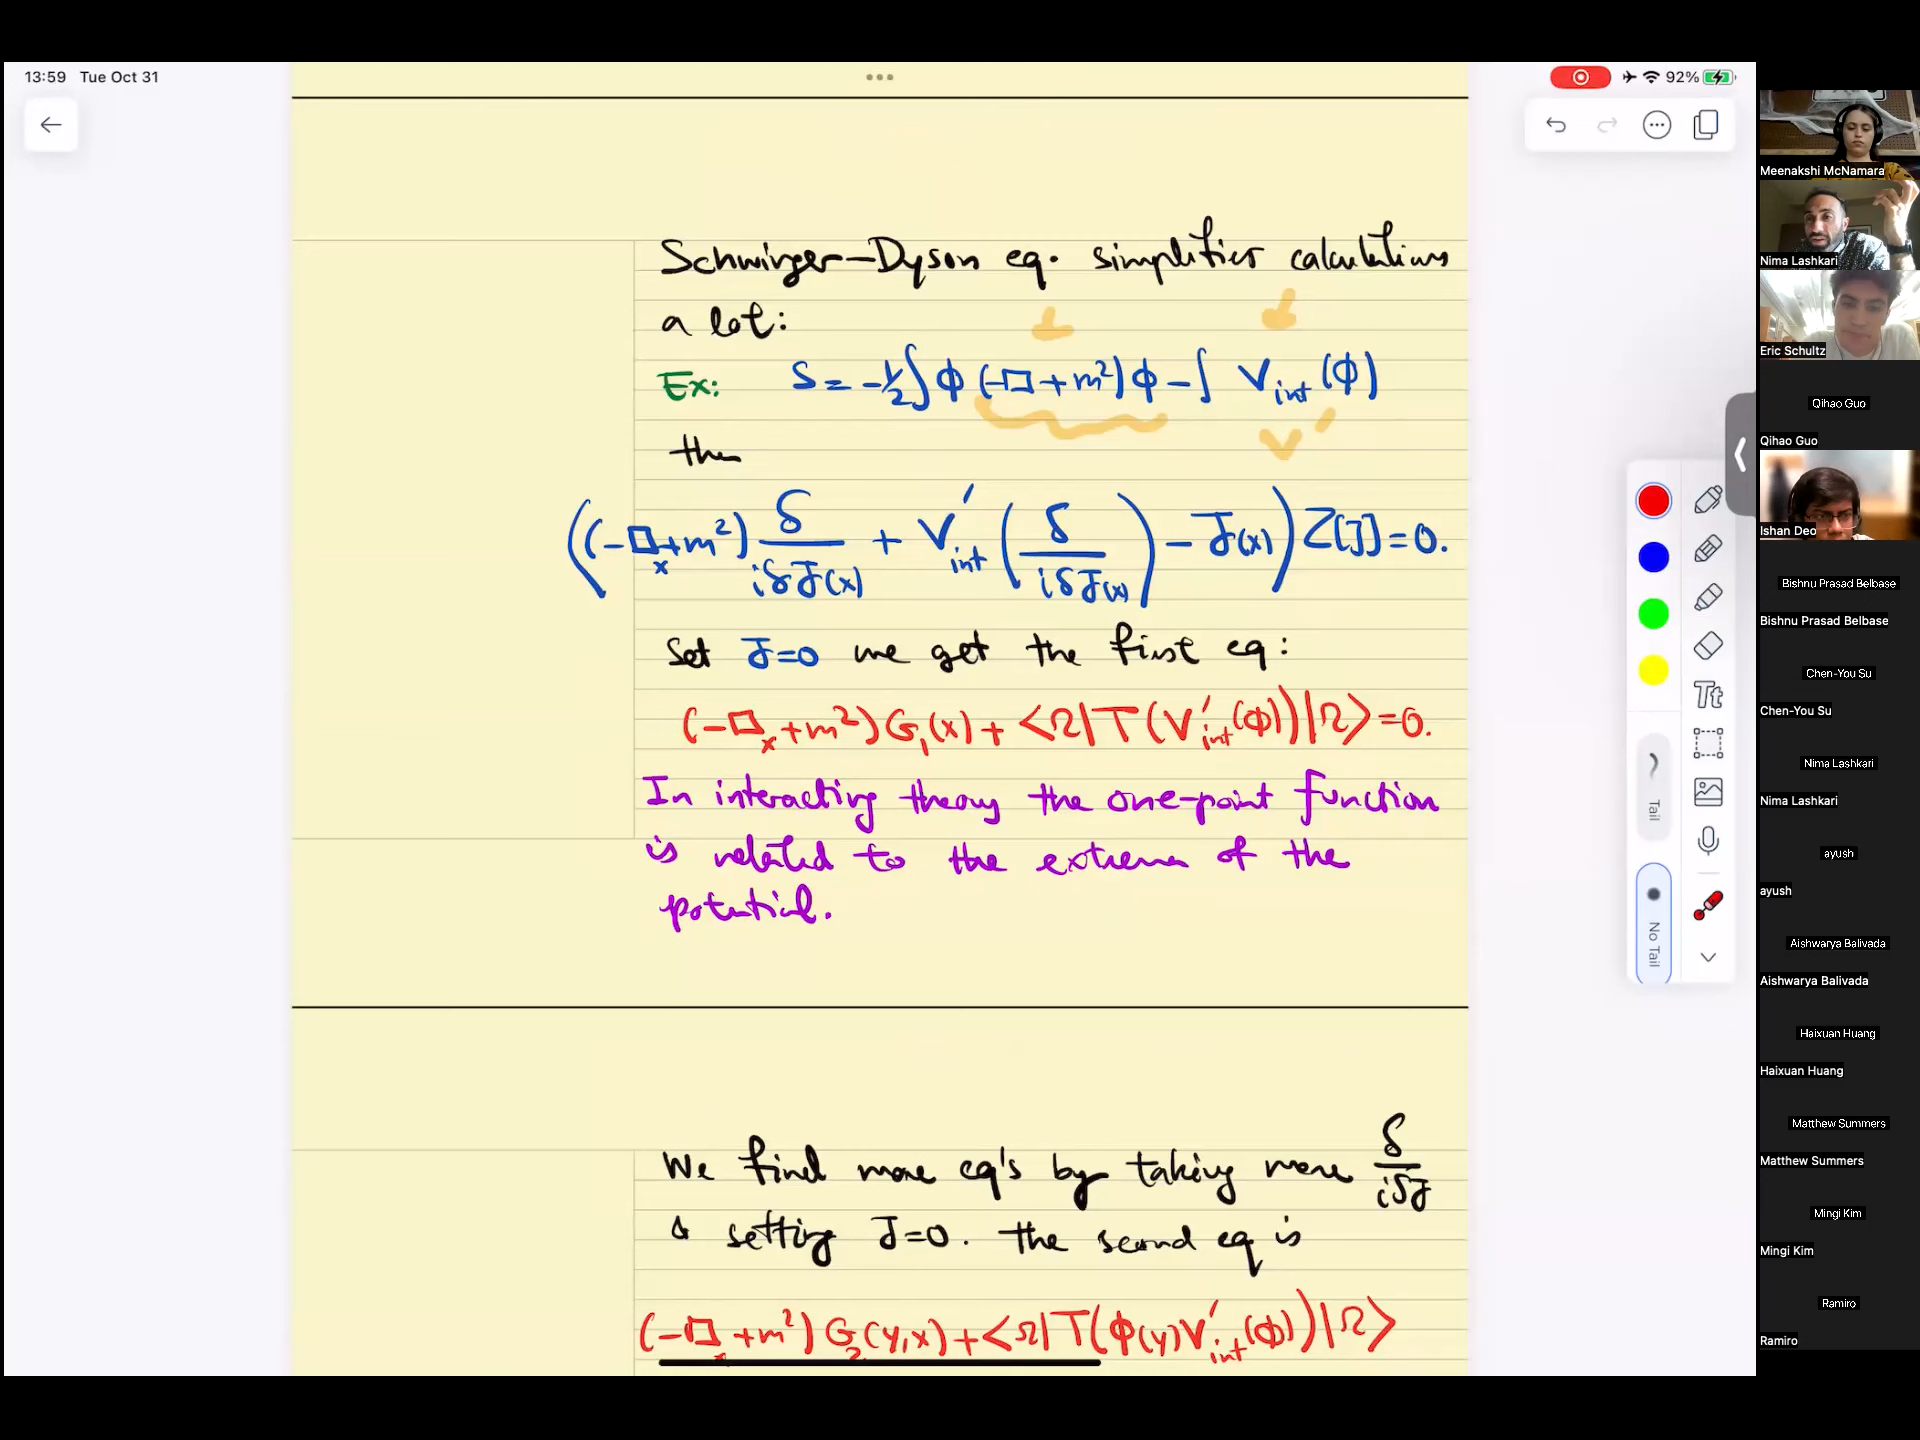 13:59 Tue Oct 31
92%
Schwinger-Dyson eq. simplifies calculations
a lot:
Ex: S = -½∫ϕ(-□+m²)ϕ - ∫ V_int(ϕ)
V'
then
((-□_x+m²) δ/iδJ(x) + V'_int(δ/iδJ(x)) - J(x)) Z[J] = 0.
Set J=0 we get the first eq:
(-□_x+m²)G₁(x) + <Ω|T(V'_int(ϕ))|Ω> = 0.
In interacting theory the one-point function
is related to the extrema of the
potential.
We find more eq's by taking more δ/iδJ
& setting J=0. The second eq is
(-□_x+m²)G₂(y,x) + <Ω|T(ϕ(y)V'_int(ϕ))|Ω>
Tt
Tail
No Tail
Meenakshi McNamara
Nima Lashkari
Eric Schultz
Qihao Guo
Qihao Guo
Ishan Deo
Bishnu Prasad Belbase
Bishnu Prasad Belbase
Chen-You Su
Chen-You Su
Nima Lashkari
Nima Lashkari
ayush
ayush
Aishwarya Balivada
Aishwarya Balivada
Haixuan Huang
Haixuan Huang
Matthew Summers
Matthew Summers
Mingi Kim
Mingi Kim
Ramiro
Ramiro